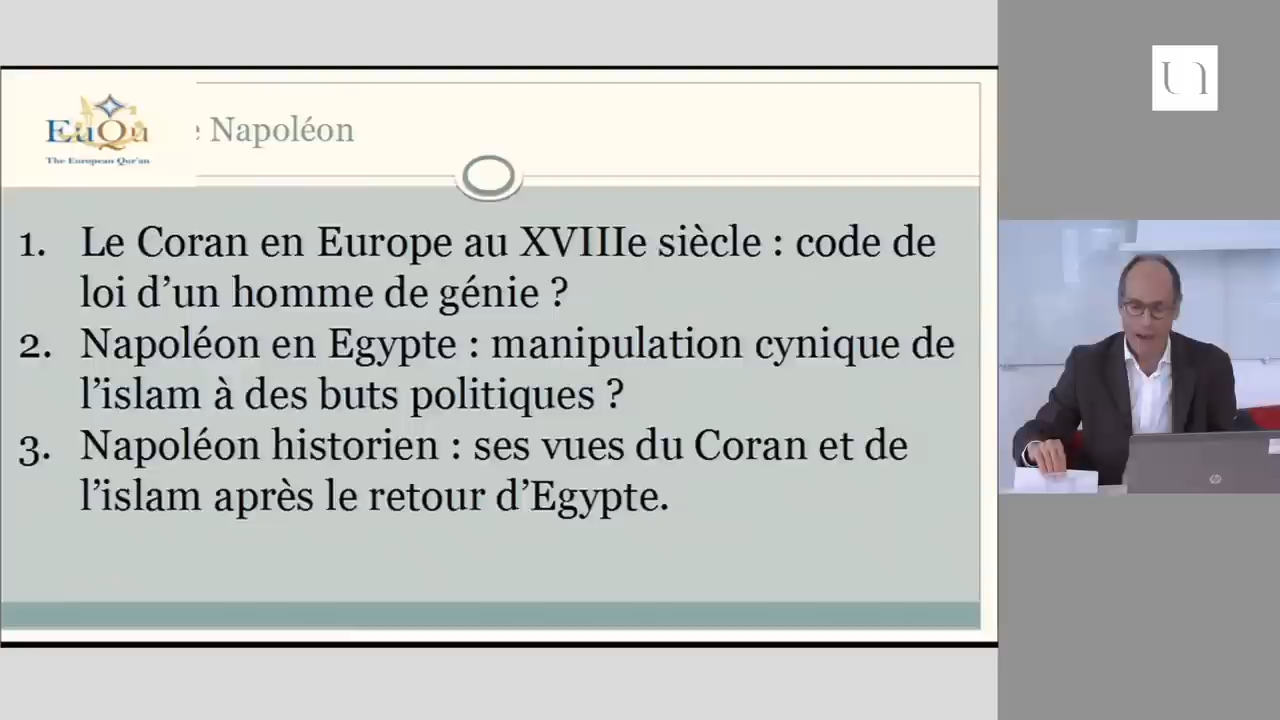 EuQu
The European Qur'an
Napoléon
1. Le Coran en Europe au XVIIIe siècle : code de
loi d’un homme de génie ?
2. Napoléon en Egypte : manipulation cynique de
l’islam à des buts politiques ?
3. Napoléon historien : ses vues du Coran et de
l’islam après le retour d’Egypte.
hp